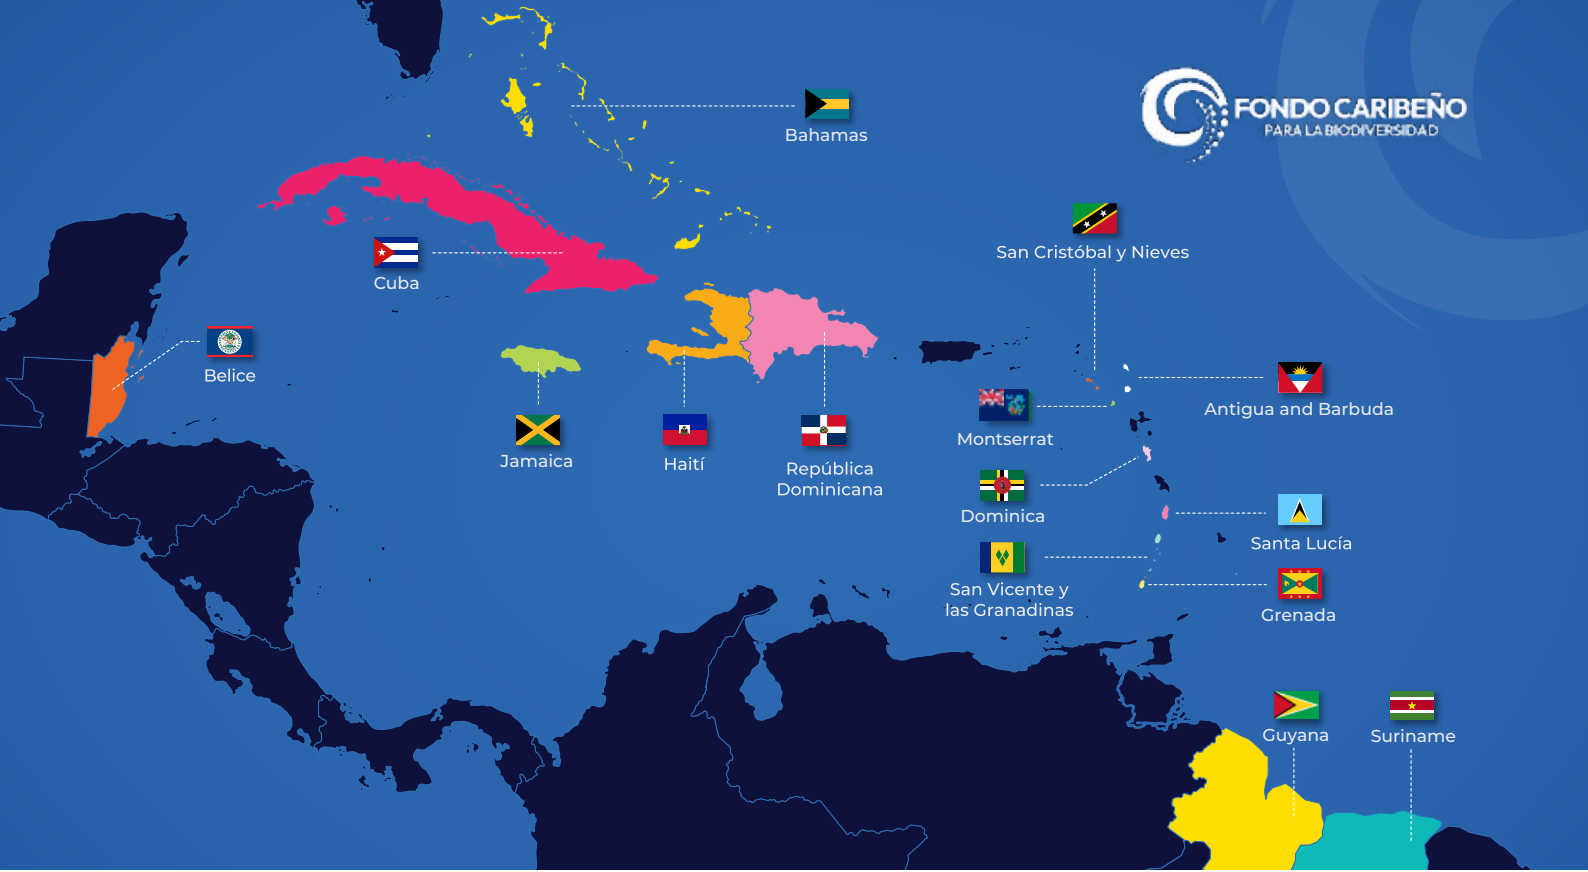 FONDO CARIBEÑO
PARA LA BIODIVERSIDAD
Bahamas
San Cristóbal y Nieves
Cuba
Belice
Antigua and Barbuda
Montserrat
Jamaica
Haití
República
Dominicana
Dominica
Santa Lucía
San Vicente y
las Granadinas
Grenada
Guyana
Suriname